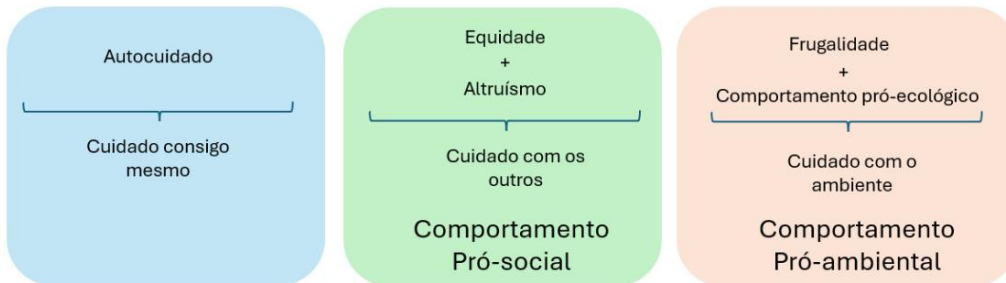 Autocuidado
Cuidado consigo
mesmo
Equidade
+
Altruísmo
Cuidado com os
outros
Comportamento
Pró-social
Frugalidade
+
Comportamento pró-ecológico
Cuidado com o
ambiente
Comportamento
Pró-ambiental